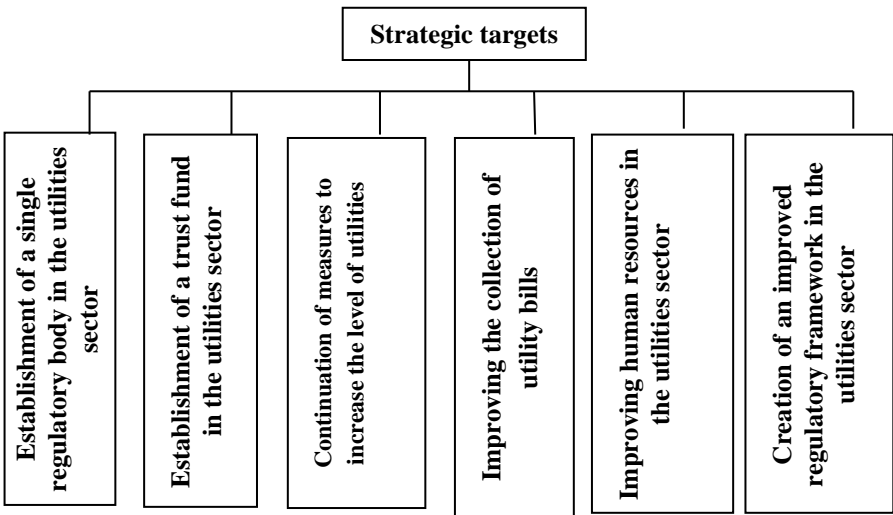 Strategic targets
Establishment of a single
regulatory body in the utilities
sector
Establishment of a trust fund
in the utilities sector
Continuation of measures to
increase the level of utilities
Improving the collection of
utility bills
Improving human resources in
the utilities sector
Creation of an improved
regulatory framework in the
utilities sector